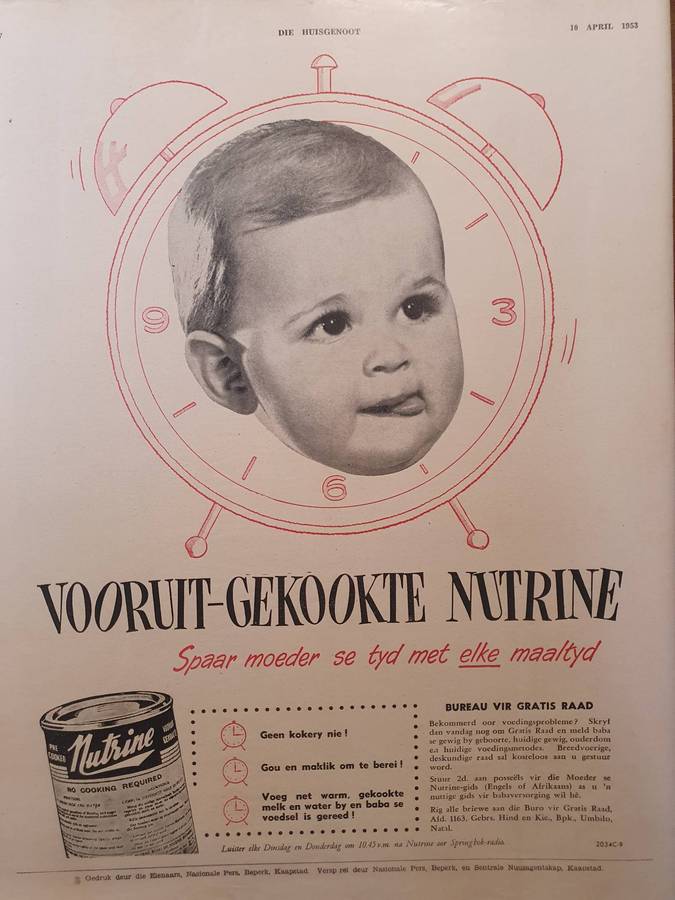 DIE HUISGENOOT
10 APRIL 1953
9
3
6
VOORUIT-GEKOOKTE NUTRINE
Spaar moeder se tyd met elke maaltyd
PRE
COOKED
Nutrine
NO COOKING REQUIRED
Geen kokery nie!
Gou en maklik om te berei!
Voeg net warm, gekookte
melk en water by en baba se
voedsel is gereed!
BUREAU VIR GRATIS RAAD
Bekommerd oor voedingsprobleme? Skryf
dan vandag nog om Gratis Raad en meld baba
se gewig by geboorte, huidige gewig, ouderdom
en huidige voedingsmetodes. Breedvoerige,
deskundige raad sal kosteloos aan u gestuur
word.
Stuur 2d. aan posseëls vir die Moeder se
Nutrine-gids (Engels of Afrikaans) as u 'n
nuttige gids vir babaversorging wil hê.
Rig alle briewe aan die Buro vir Gratis Raad,
Afd. 1163, Gebrs. Hind en Kie., Bpk., Umbilo,
Natal.
Luister elke Dinsdag en Donderdag om 10.45 v.m. na Nutrine oor Springbok-radio.
2034C-9
Gedruk deur die Eienaars, Nasionale Pers, Beperk, Kaapstad. Versprei deur Nasionale Pers, Beperk, en Sentrale Nuusagentskap, Kaapstad.